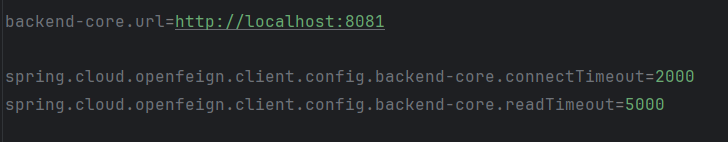 backend-core.url=http://localhost:8081
spring.cloud.openfeign.client.config.backend-core.connectTimeout=2000
spring.cloud.openfeign.client.config.backend-core.readTimeout=5000